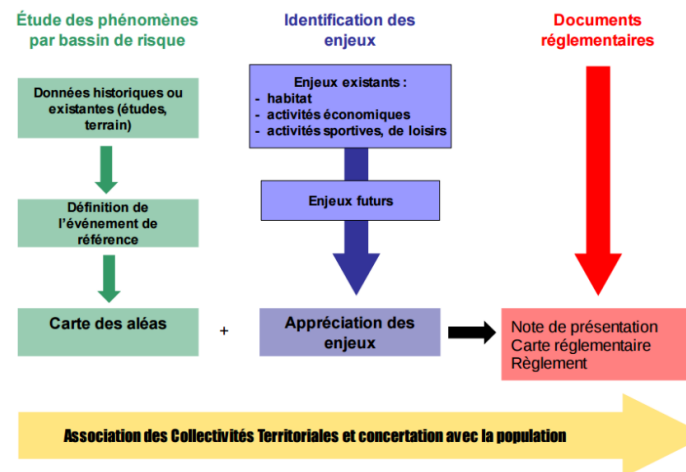 Étude des phénomènes
par bassin de risque
Données historiques ou
existantes (études,
terrain)
Définition de
l'événement de
référence
Carte des aléas
+
Identification des
enjeux
Enjeux existants :
- habitat
- activités économiques
- activités sportives, de loisirs
Enjeux futurs
Appréciation des
enjeux
Documents
réglementaires
Note de présentation
Carte réglementaire
Règlement
Association des Collectivités Territoriales et concertation avec la population